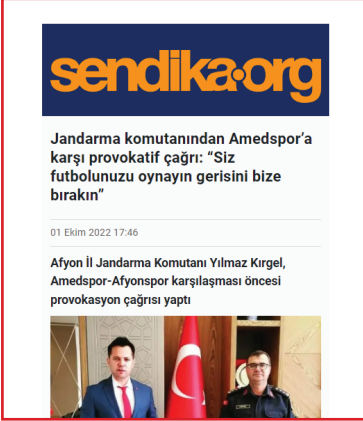 sendika.org
Jandarma komutanından Amedspor’a
karşı provokatif çağrı: “Siz
futbolunuzu oynayın gerisini bize
bırakın”
01 Ekim 2022 17:46
Afyon İl Jandarma Komutanı Yılmaz Kırgel,
Amedspor-Afyonspor karşılaşması öncesi
provokasyon çağrısı yaptı